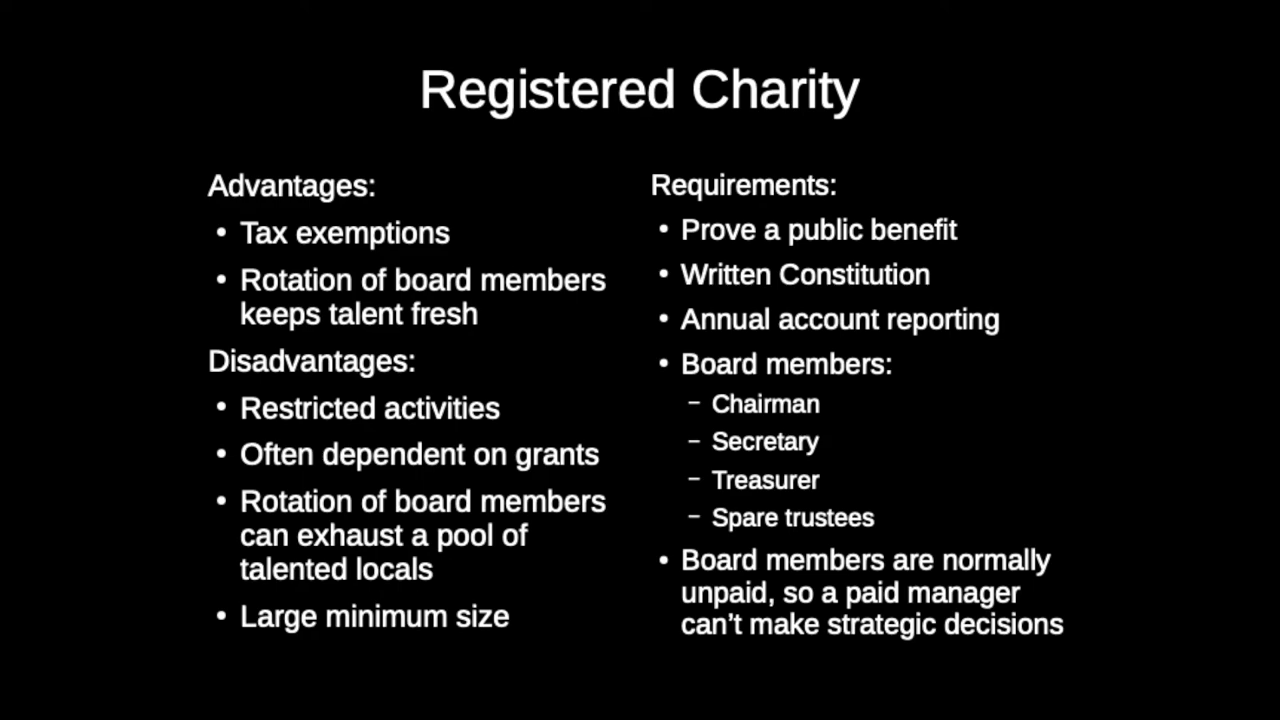 Registered Charity
Advantages:
• Tax exemptions
• Rotation of board members
keeps talent fresh
Disadvantages:
• Restricted activities
• Often dependent on grants
• Rotation of board members
can exhaust a pool of
talented locals
• Large minimum size
Requirements:
• Prove a public benefit
• Written Constitution
• Annual account reporting
• Board members:
– Chairman
– Secretary
– Treasurer
– Spare trustees
• Board members are normally
unpaid, so a paid manager
can’t make strategic decisions